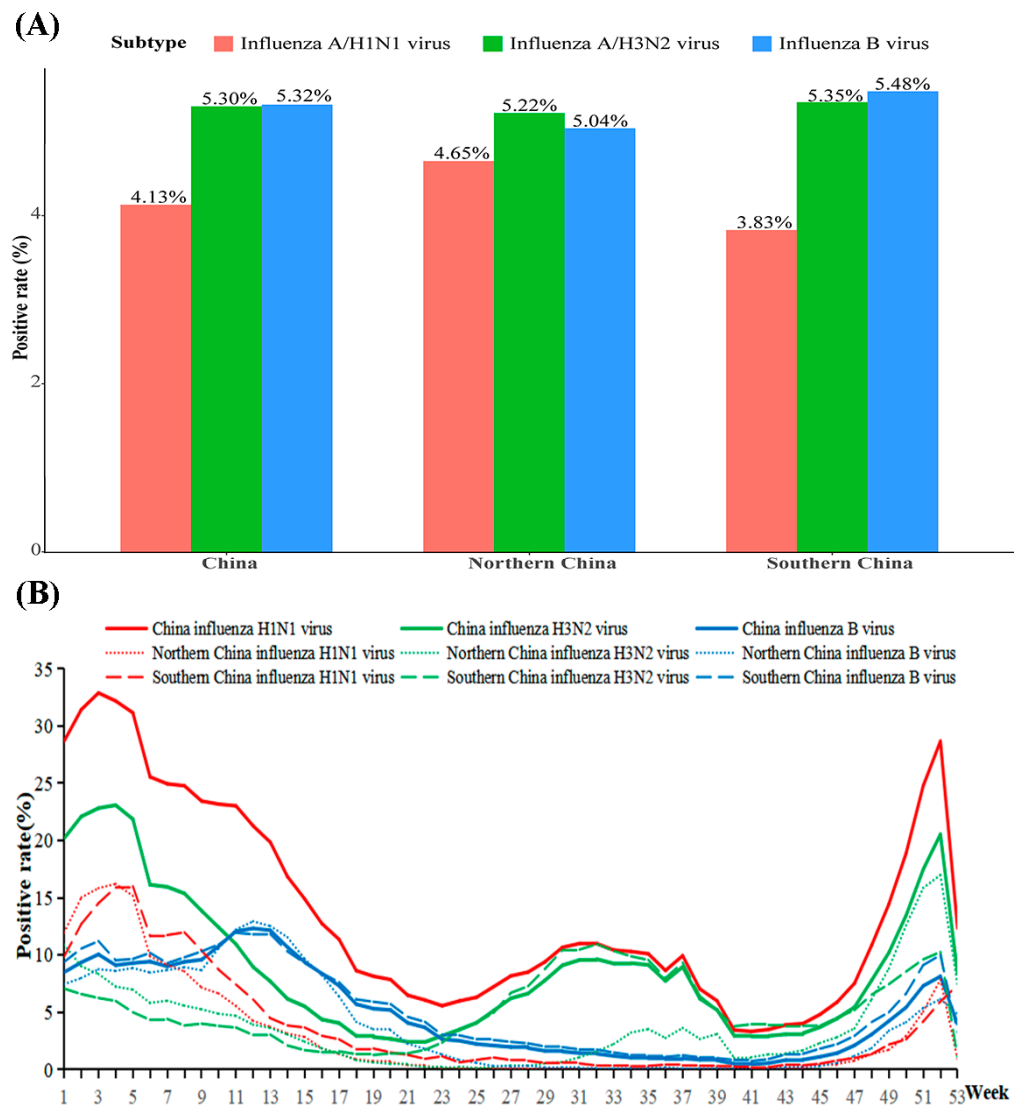 (A)
Subtype Influenza A/H1N1 virus Influenza A/H3N2 virus Influenza B virus
5.30% 5.32% 5.22% 5.04% 5.35% 5.48%
4.65%
4.13% 3.83%
Positive rate (%)
4
2
0
China Northern China Southern China
(B)
China influenza H1N1 virus China influenza H3N2 virus China influenza B virus
Northern China influenza H1N1 virus Northern China influenza H3N2 virus Northern China influenza B virus
Southern China influenza H1N1 virus Southern China influenza H3N2 virus Southern China influenza B virus
Positive rate(%)
35
30
25
20
15
10
5
0
1 3 5 7 9 11 13 15 17 19 21 23 25 27 29 31 33 35 37 39 41 43 45 47 49 51 53 Week